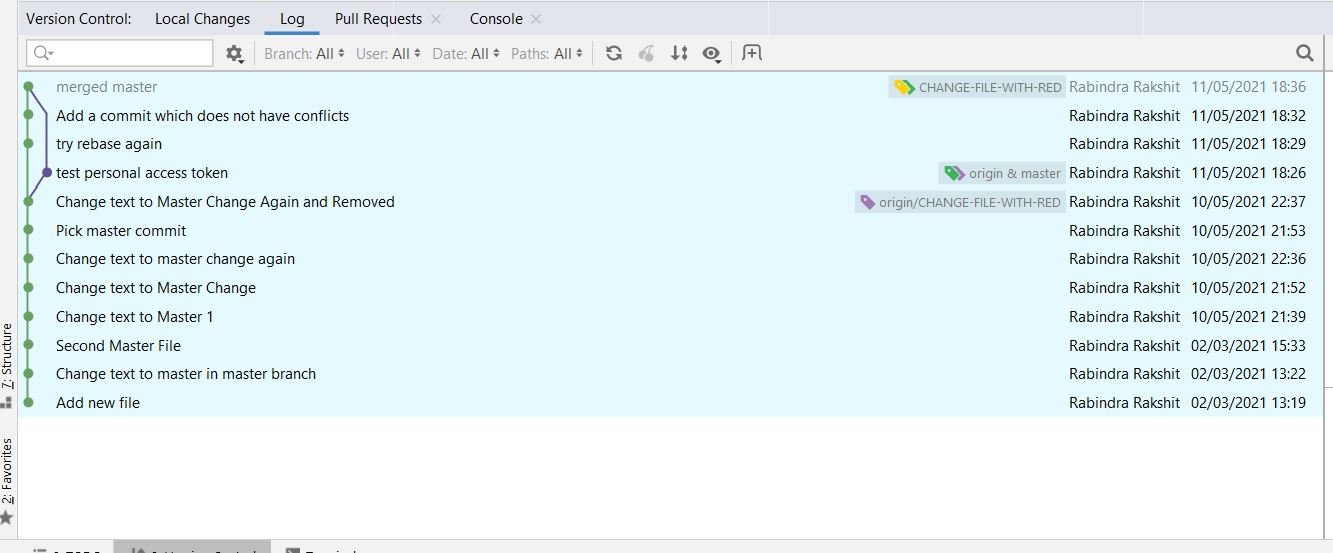 Version Control: Local Changes Log Pull Requests Console
Branch: All User: All Date: All Paths: All
merged master CHANGE-FILE-WITH-RED Rabindra Rakshit 11/05/2021 18:36
Add a commit which does not have conflicts Rabindra Rakshit 11/05/2021 18:32
try rebase again Rabindra Rakshit 11/05/2021 18:29
test personal access token origin & master Rabindra Rakshit 11/05/2021 18:26
Change text to Master Change Again and Removed origin/CHANGE-FILE-WITH-RED Rabindra Rakshit 10/05/2021 22:37
Pick master commit Rabindra Rakshit 10/05/2021 21:53
Change text to master change again Rabindra Rakshit 10/05/2021 22:36
Change text to Master Change Rabindra Rakshit 10/05/2021 21:52
Change text to Master 1 Rabindra Rakshit 10/05/2021 21:39
Second Master File Rabindra Rakshit 02/03/2021 15:33
Change text to master in master branch Rabindra Rakshit 02/03/2021 13:22
Add new file Rabindra Rakshit 02/03/2021 13:19
7: Structure
2: Favorites